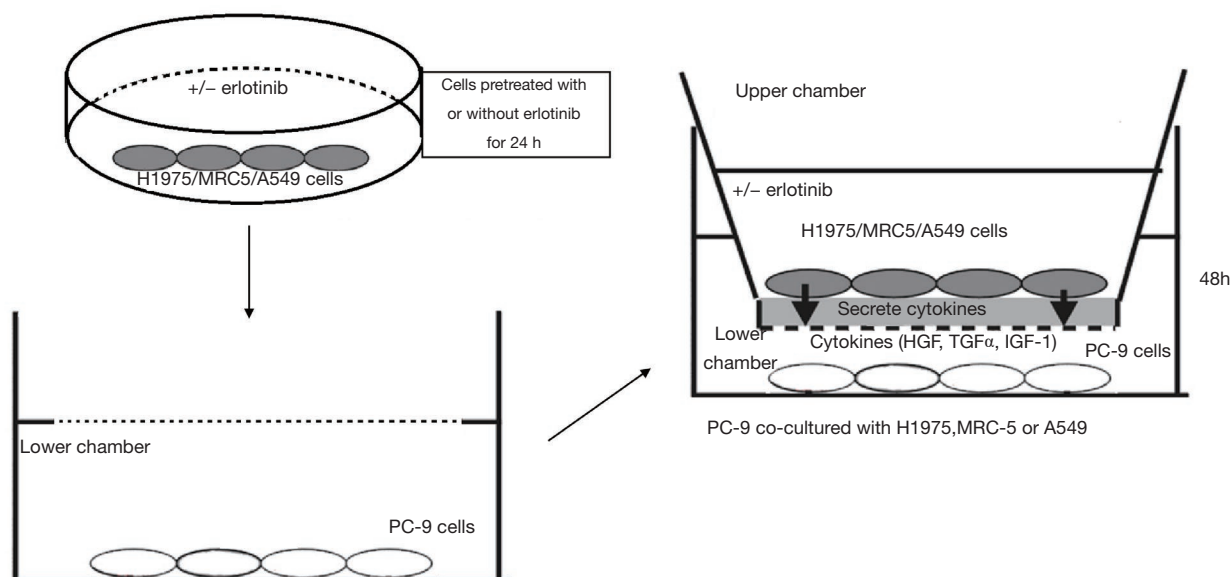 +/− erlotinib
Cells pretreated with
or without erlotinib
for 24 h
H1975/MRC5/A549 cells
Lower chamber
PC-9 cells
Upper chamber
+/− erlotinib
H1975/MRC5/A549 cells
48h
Secrete cytokines
Lower
chamber
Cytokines (HGF, TGFα, IGF-1)
PC-9 cells
PC-9 co-cultured with H1975,MRC-5 or A549